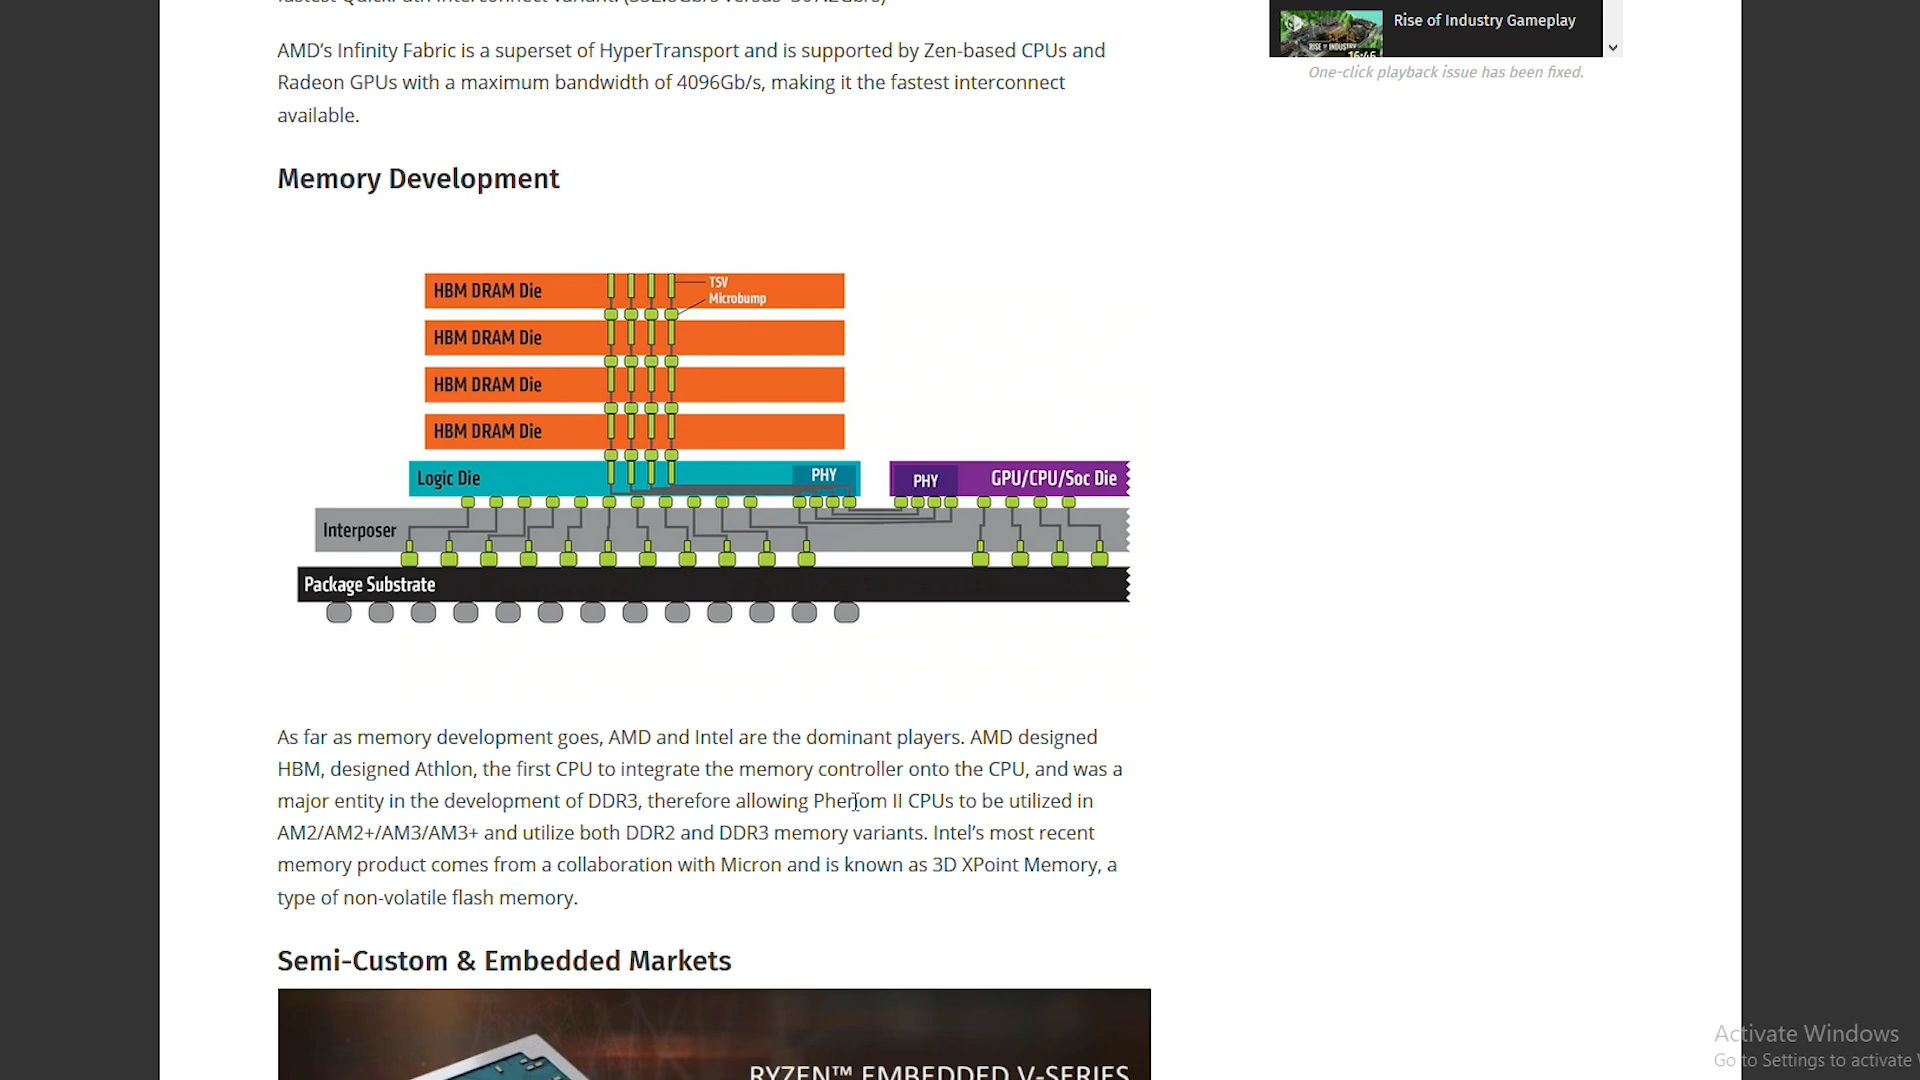 AMD's Infinity Fabric is a superset of HyperTransport and is supported by Zen-based CPUs and
Radeon GPUs with a maximum bandwidth of 4096Gb/s, making it the fastest interconnect
available.
Rise of Industry Gameplay
RISE OF INDUSTRY
16:46
One-click playback issue has been fixed.
Memory Development
HBM DRAM Die
TSV
Microbump
HBM DRAM Die
HBM DRAM Die
HBM DRAM Die
Logic Die
PHY
PHY
GPU/CPU/Soc Die
Interposer
Package Substrate
As far as memory development goes, AMD and Intel are the dominant players. AMD designed
HBM, designed Athlon, the first CPU to integrate the memory controller onto the CPU, and was a
major entity in the development of DDR3, therefore allowing Phenom II CPUs to be utilized in
AM2/AM2+/AM3/AM3+ and utilize both DDR2 and DDR3 memory variants. Intel's most recent
memory product comes from a collaboration with Micron and is known as 3D XPoint Memory, a
type of non-volatile flash memory.
Semi-Custom & Embedded Markets
RYZEN™ EMBEDDED V-SERIES
Activate Windows
Go to Settings to activate